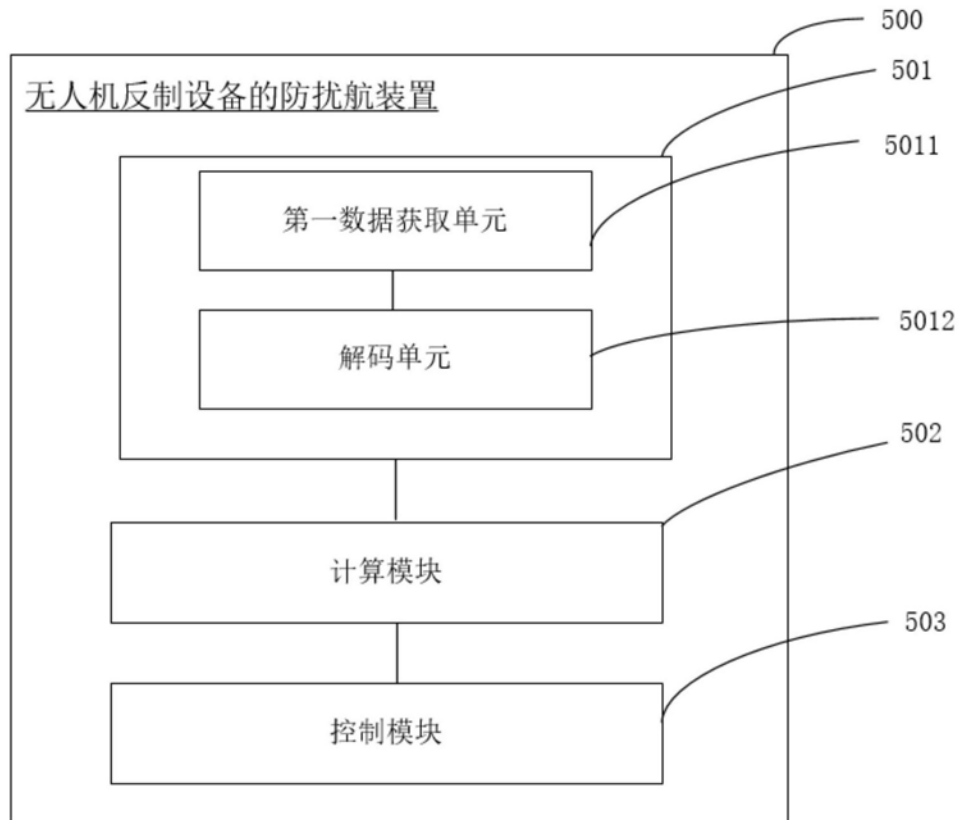 500
无人机反制设备的防扰航装置
501
5011
第一数据获取单元
5012
解码单元
502
计算模块
503
控制模块